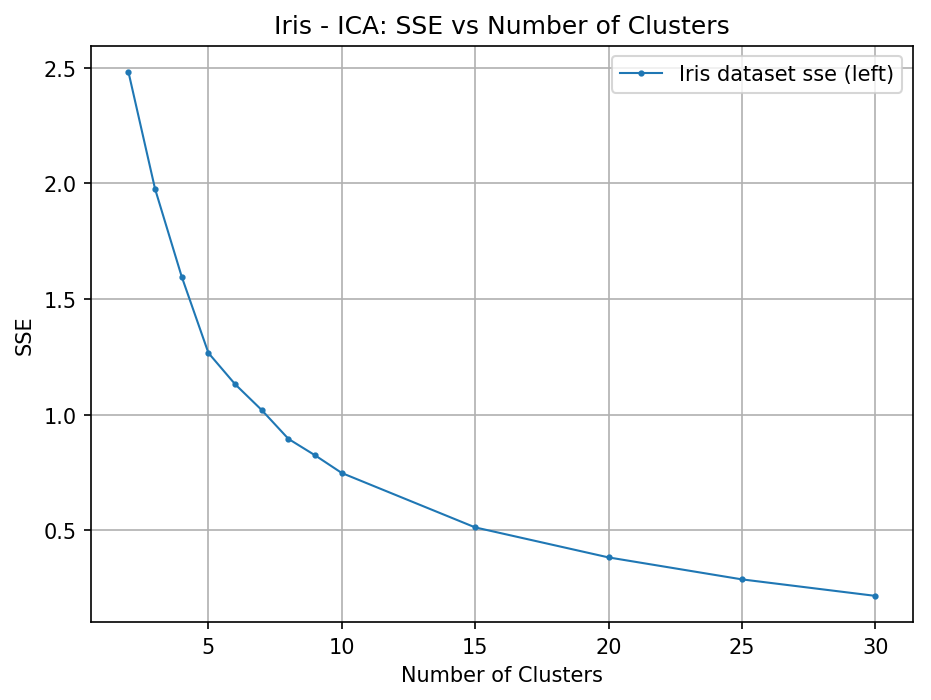 Iris - ICA: SSE vs Number of Clusters
Iris dataset sse (left)
2.5
2.0
1.5
1.0
0.5
SSE
5 10 15 20 25 30
Number of Clusters